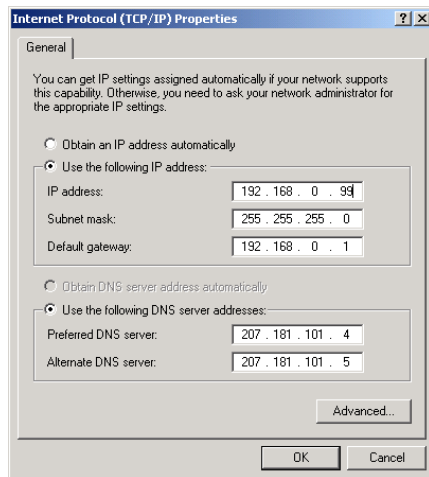 Internet Protocol (TCP/IP) Properties
General
You can get IP settings assigned automatically if your network supports
this capability. Otherwise, you need to ask your network administrator for
the appropriate IP settings.
Obtain an IP address automatically
Use the following IP address:
IP address: 192 . 168 . 0 . 99
Subnet mask: 255 . 255 . 255 . 0
Default gateway: 192 . 168 . 0 . 1
Obtain DNS server address automatically
Use the following DNS server addresses:
Preferred DNS server: 207 . 181 . 101 . 4
Alternate DNS server: 207 . 181 . 101 . 5
Advanced...
OK Cancel